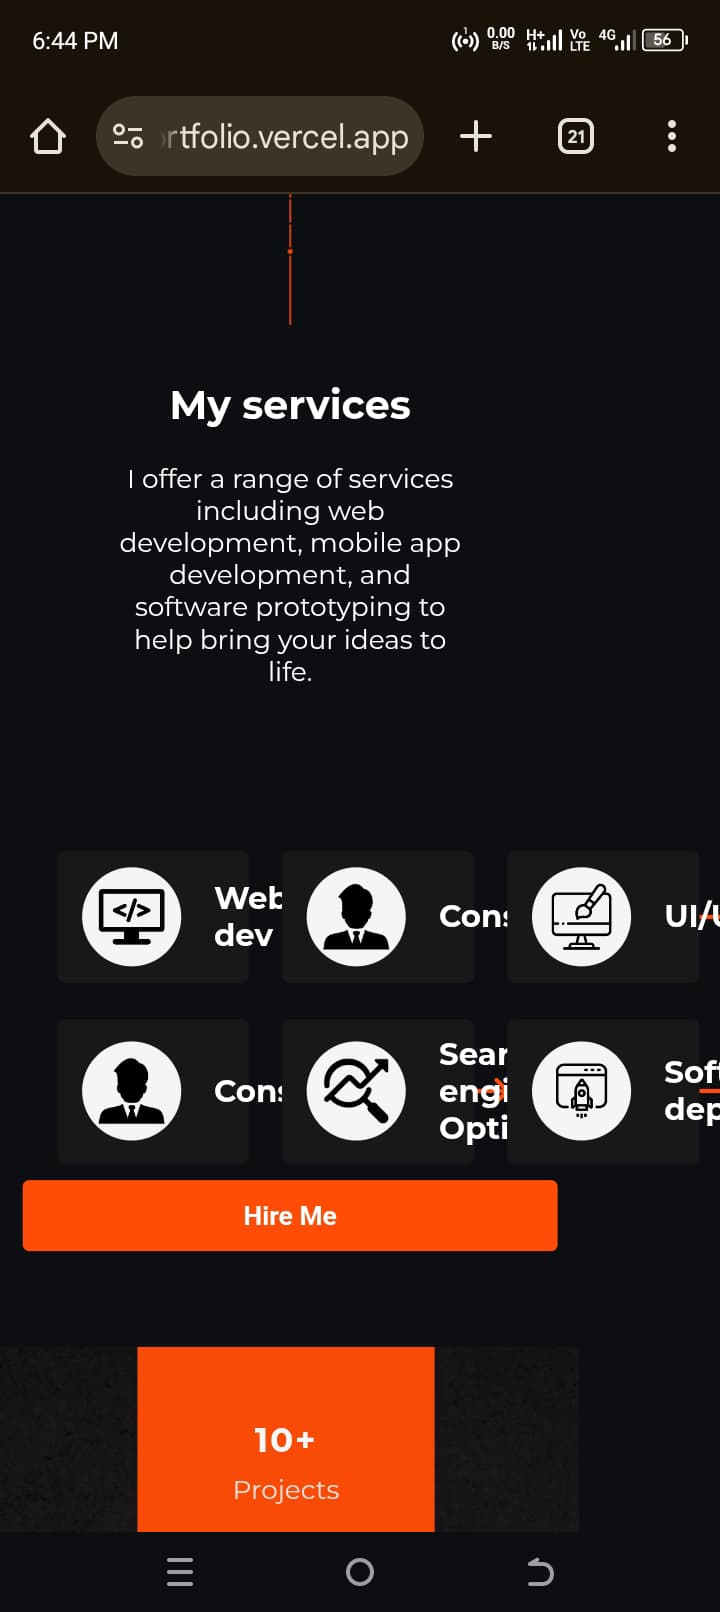 6:44 PM
1
0.00
B/S
H+
Vo
LTE
4G
56
rtfolio.vercel.app
21
My services
I offer a range of services
including web
development, mobile app
development, and
software prototyping to
help bring your ideas to
life.
</>
Web
dev
Cons
UI/U
Cons
Sear
engi
Opti
Soft
dep
Hire Me
10+
Projects